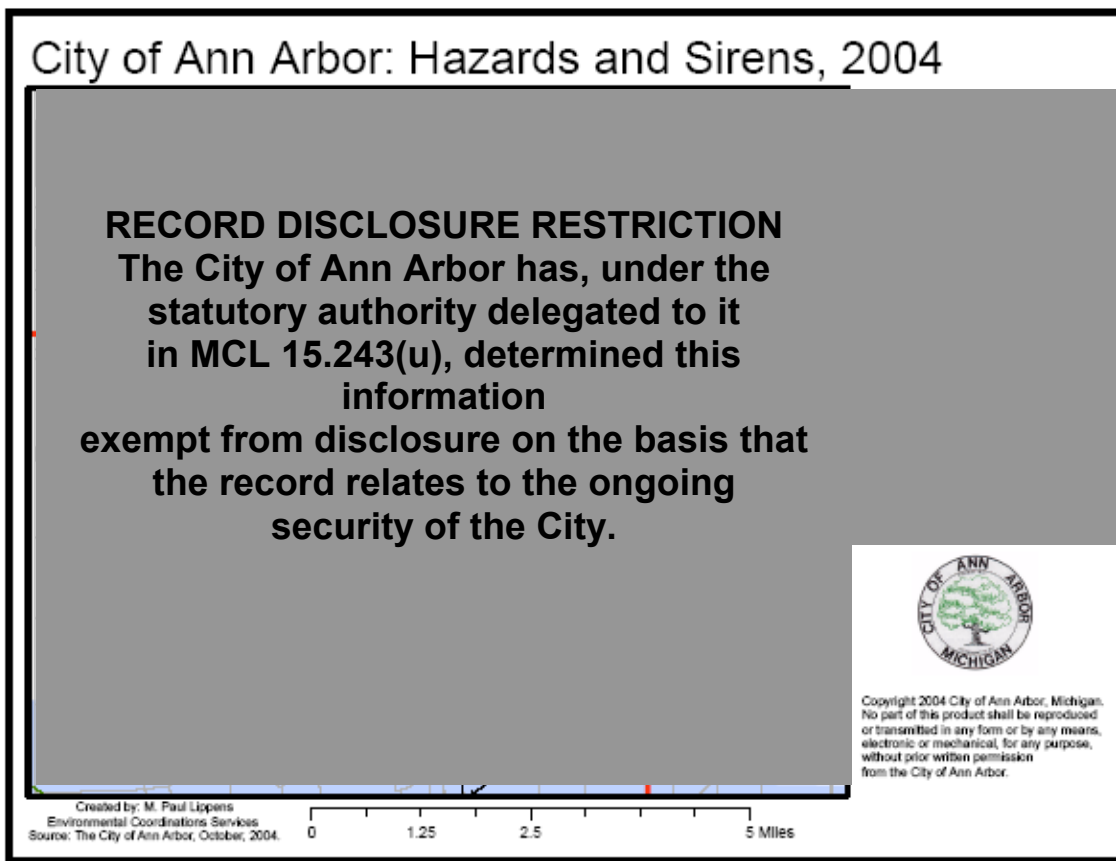 City of Ann Arbor: Hazards and Sirens, 2004
RECORD DISCLOSURE RESTRICTION
The City of Ann Arbor has, under the
statutory authority delegated to it
in MCL 15.243(u), determined this
information
exempt from disclosure on the basis that
the record relates to the ongoing
security of the City.
CITY OF ANN ARBOR
MICHIGAN
Copyright 2004 City of Ann Arbor, Michigan.
No part of this product shall be reproduced
or transmitted in any form or by any means,
electronic or mechanical, for any purpose,
without prior written permission
from the City of Ann Arbor.
Created by: M. Paul Lippens
Environmental Coordinations Services
Source: The City of Ann Arbor, October, 2004.
0 1.25 2.5 5 Miles